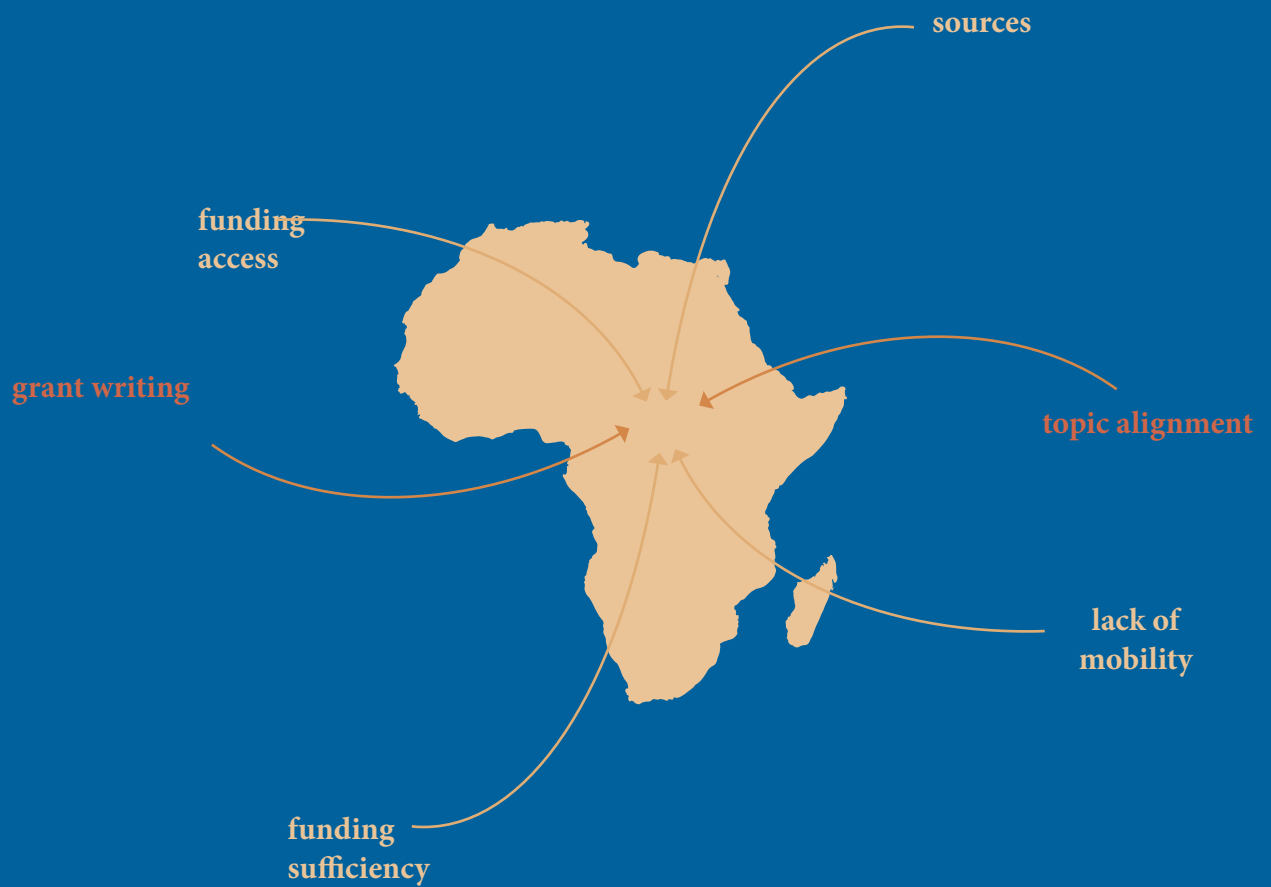 sources
funding
access
grant writing
topic alignment
lack of
mobility
funding
sufficiency